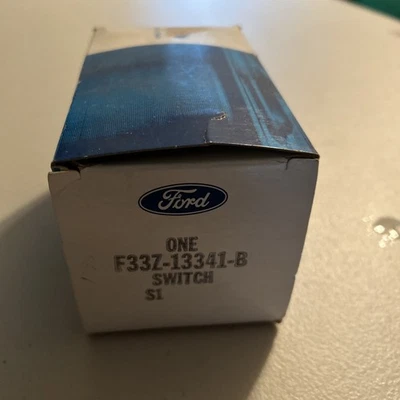 Ford
ONE
F33Z-13341-B
SWITCH
S1